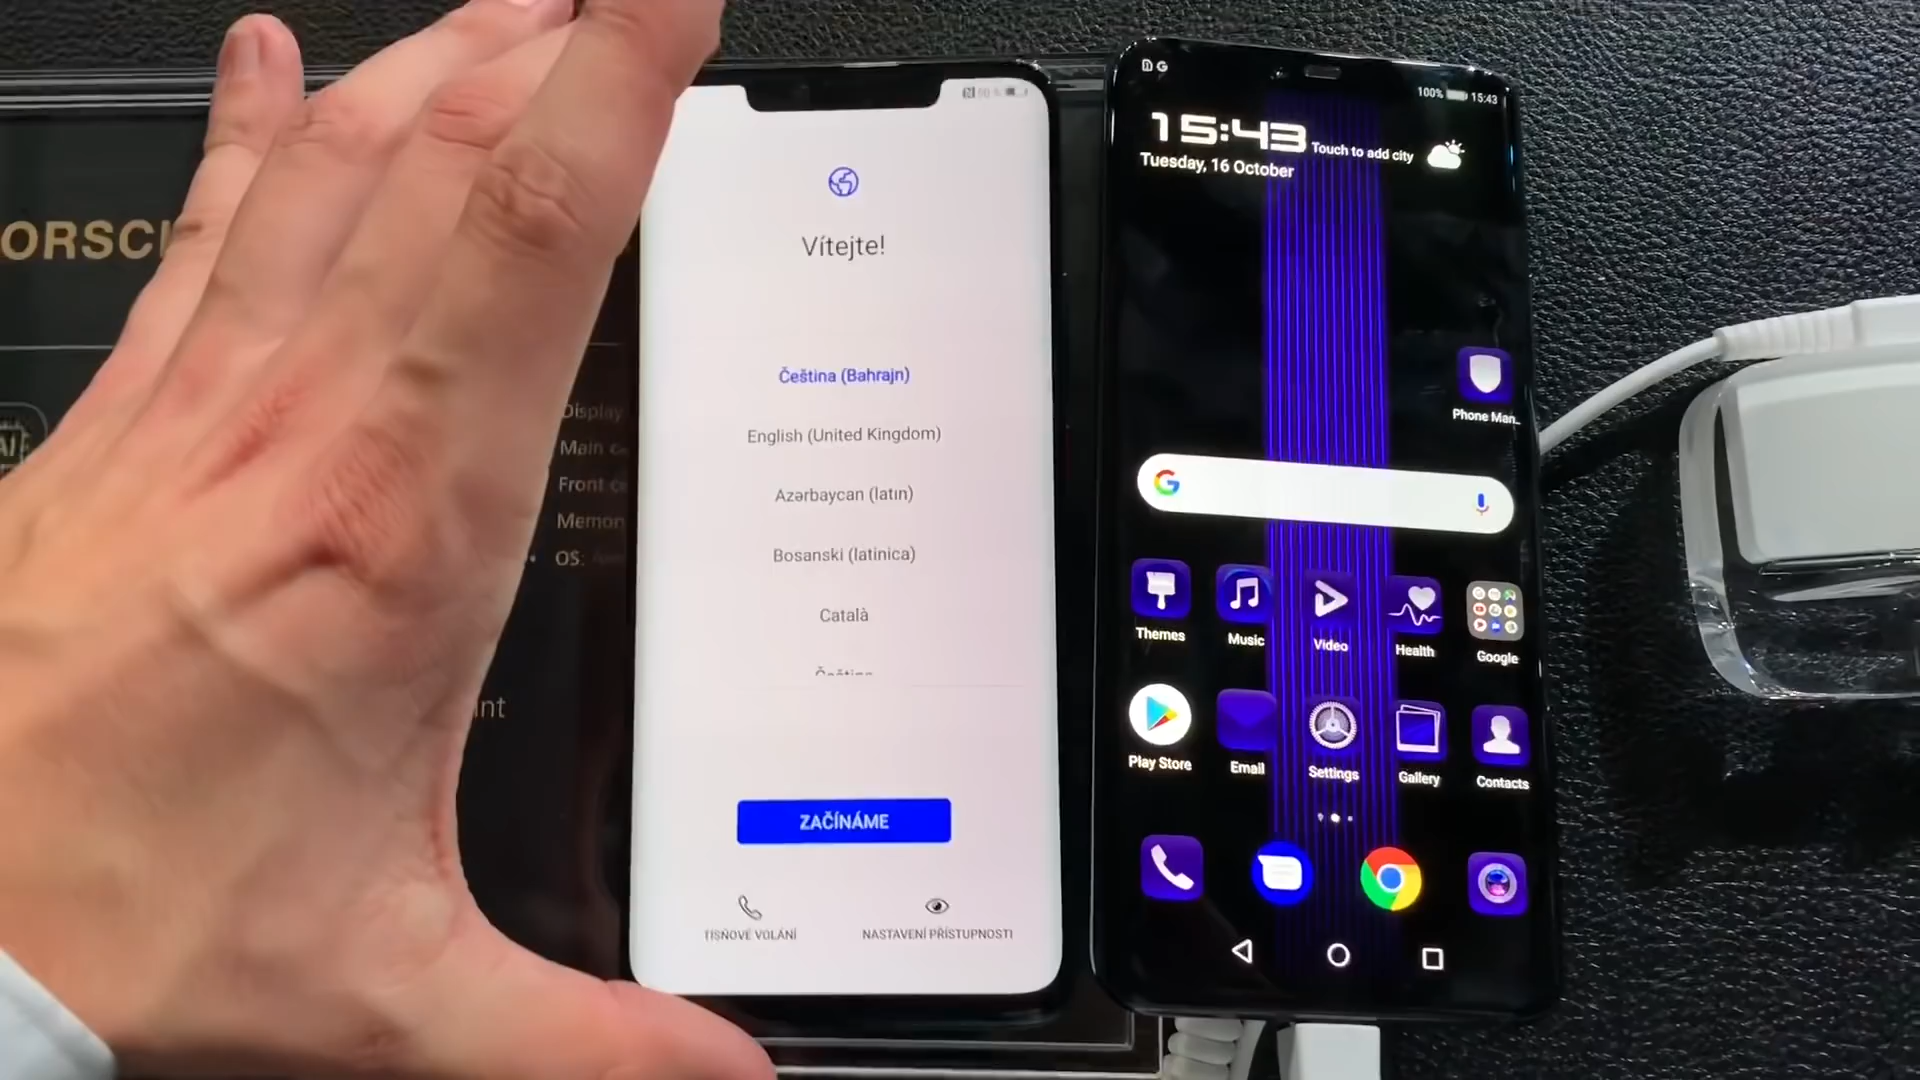 ORSC
Display
Main
Front
OS:
Vítejte!
Čeština (Bahrajn)
English (United Kingdom)
Azərbaycan (latın)
Bosanski (latinica)
Català
Čeština
ZAČÍNÁME
TÍSŇOVÉ VOLÁNÍ
NASTAVENÍ PŘÍSTUPNOSTI
100% 15:43
15:43 Touch to add city
Tuesday, 16 October
Phone Man...
Themes
Music
Video
Health
Google
Play Store
Email
Settings
Gallery
Contacts